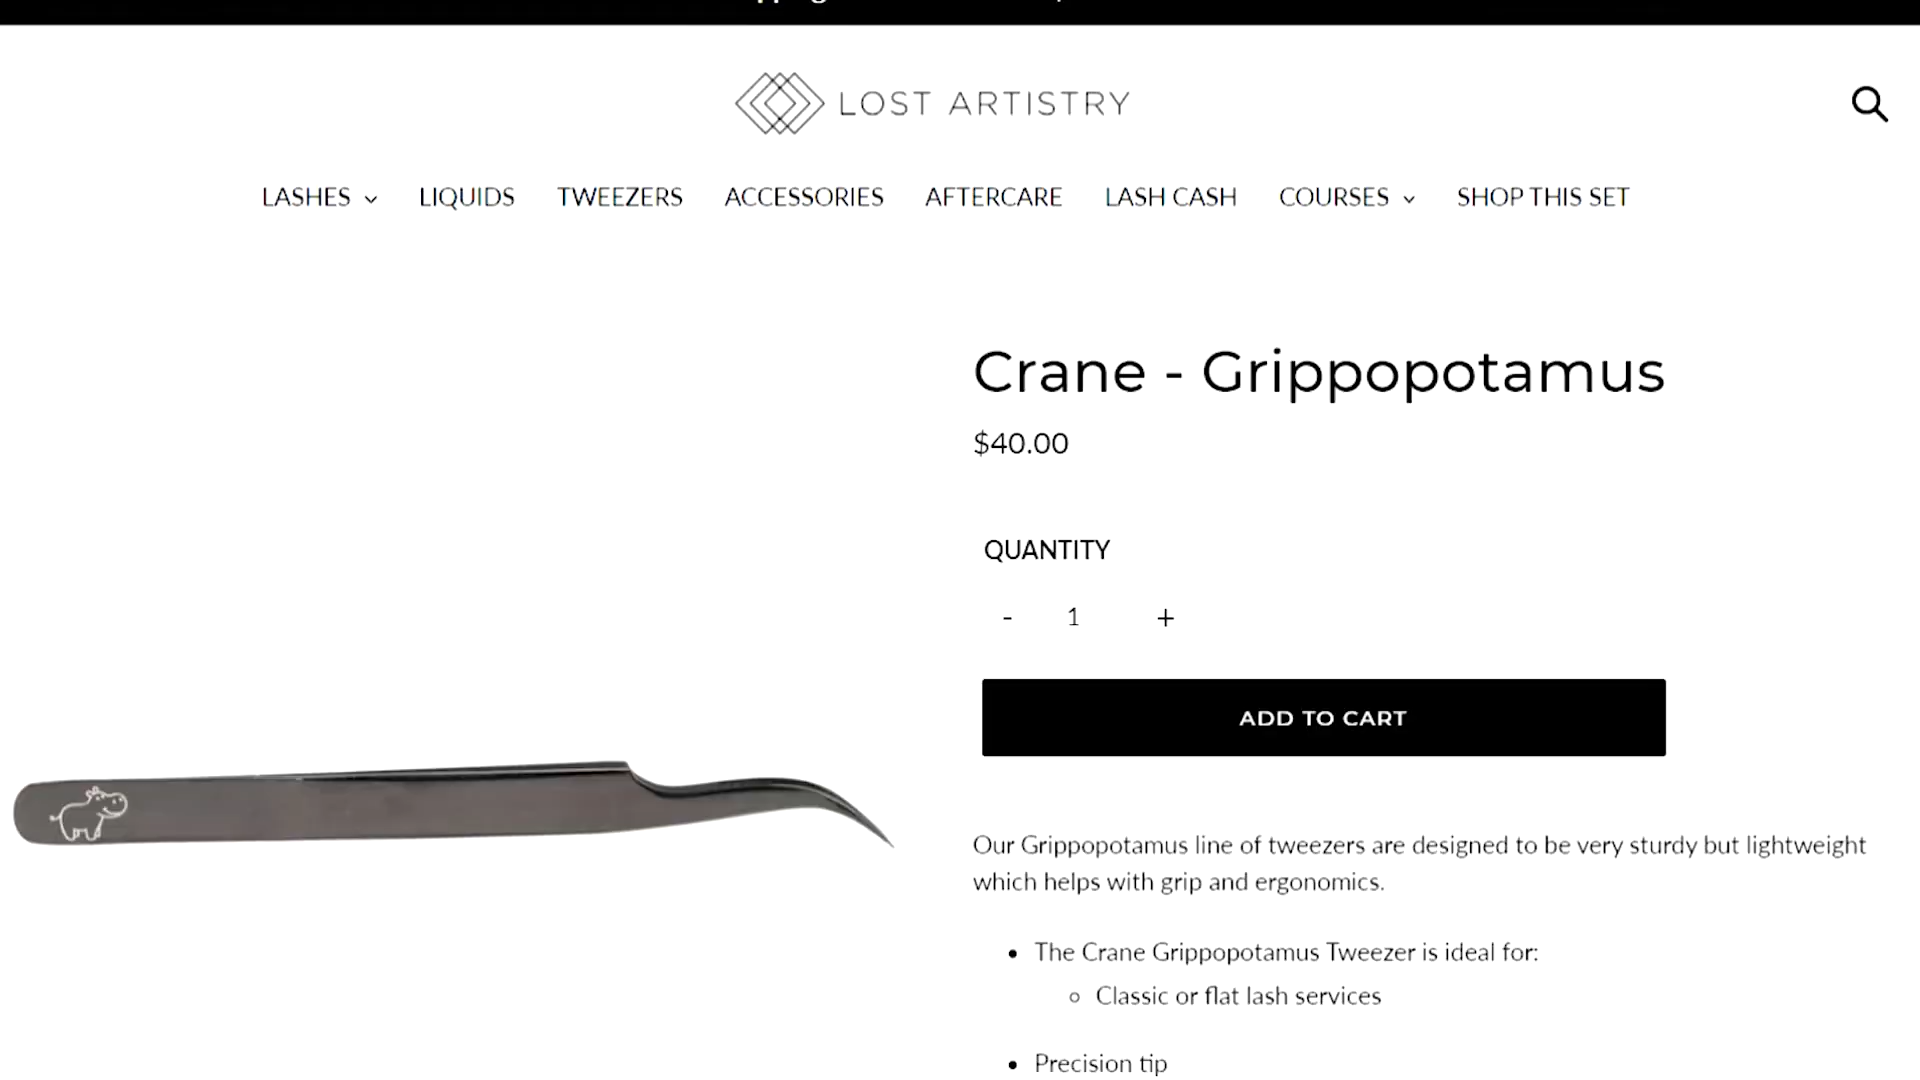 LOST ARTISTRY
LASHES LIQUIDS TWEEZERS ACCESSORIES AFTERCARE LASH CASH COURSES SHOP THIS SET
Crane - Grippopotamus
$40.00
QUANTITY
- 1 +
ADD TO CART
Our Grippopotamus line of tweezers are designed to be very sturdy but lightweight
which helps with grip and ergonomics.
• The Crane Grippopotamus Tweezer is ideal for:
○ Classic or flat lash services
• Precision tip